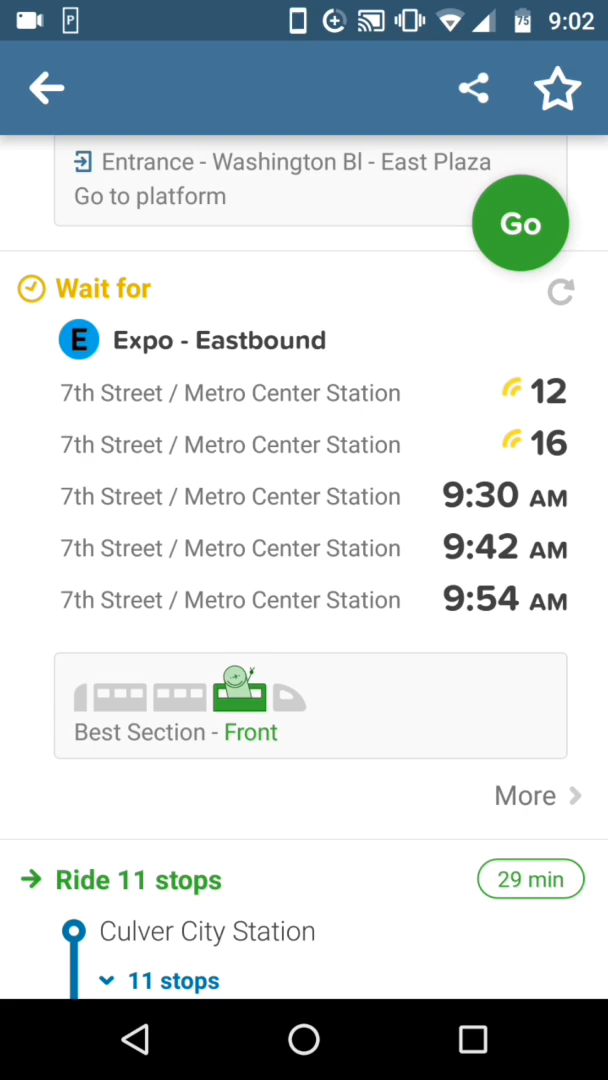 P 75 9:02
Entrance - Washington Bl - East Plaza
Go to platform
Go
Wait for
E Expo - Eastbound
7th Street / Metro Center Station 12
7th Street / Metro Center Station 16
7th Street / Metro Center Station 9:30 AM
7th Street / Metro Center Station 9:42 AM
7th Street / Metro Center Station 9:54 AM
Best Section - Front
More
Ride 11 stops 29 min
Culver City Station
11 stops